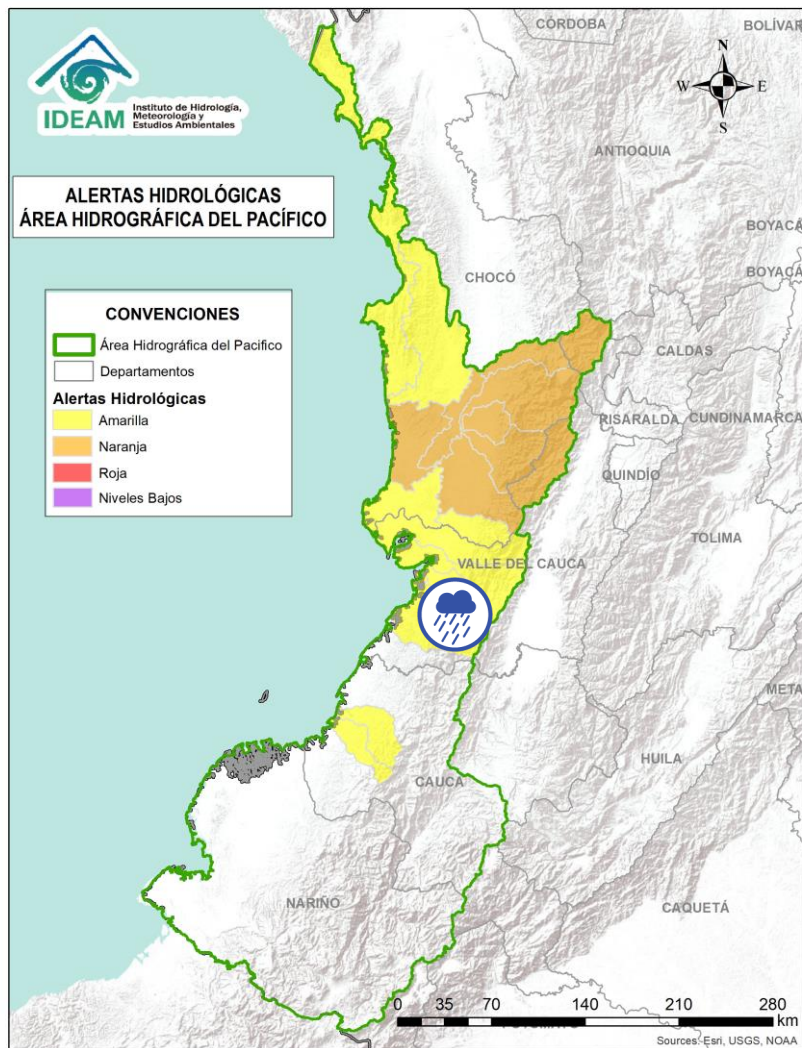 IDEAM
Instituto de Hidrología,
Meteorología y
Estudios Ambientales
ALERTAS HIDROLÓGICAS
ÁREA HIDROGRÁFICA DEL PACÍFICO
CONVENCIONES
Área Hidrográfica del Pacifico
Departamentos
Alertas Hidrológicas
Amarilla
Naranja
Roja
Niveles Bajos
CÓRDOBA
BOLÍVAR
N
W E
S
ANTIOQUIA
BOYACÁ
CHOCÓ
BOYACÁ
CALDAS
RISARALDA
CUNDINAMARCA
QUINDÍO
TOLIMA
VALLE DEL CAUCA
META
HUILA
CAUCA
NARIÑO
CAQUETÁ
0 35 70 140 210 280
km
Sources: Esri, USGS, NOAA